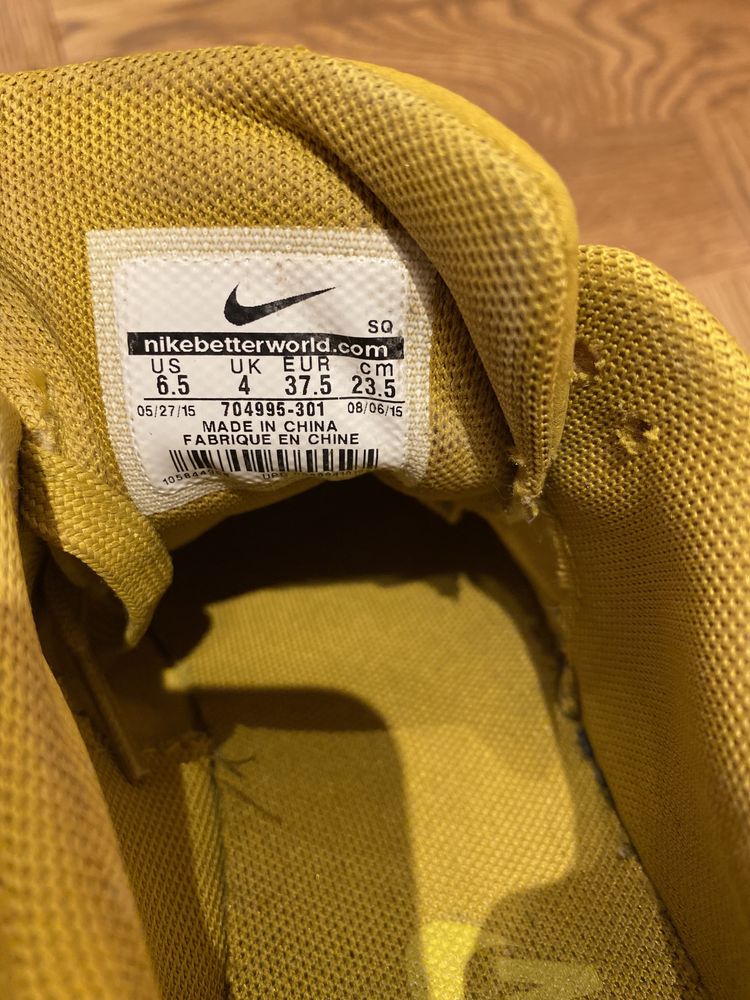 SQ
nikebetterworld.com
US UK EUR cm
6.5 4 37.5 23.5
05/27/15 704995-301 08/06/15
MADE IN CHINA
FABRIQUE EN CHINE